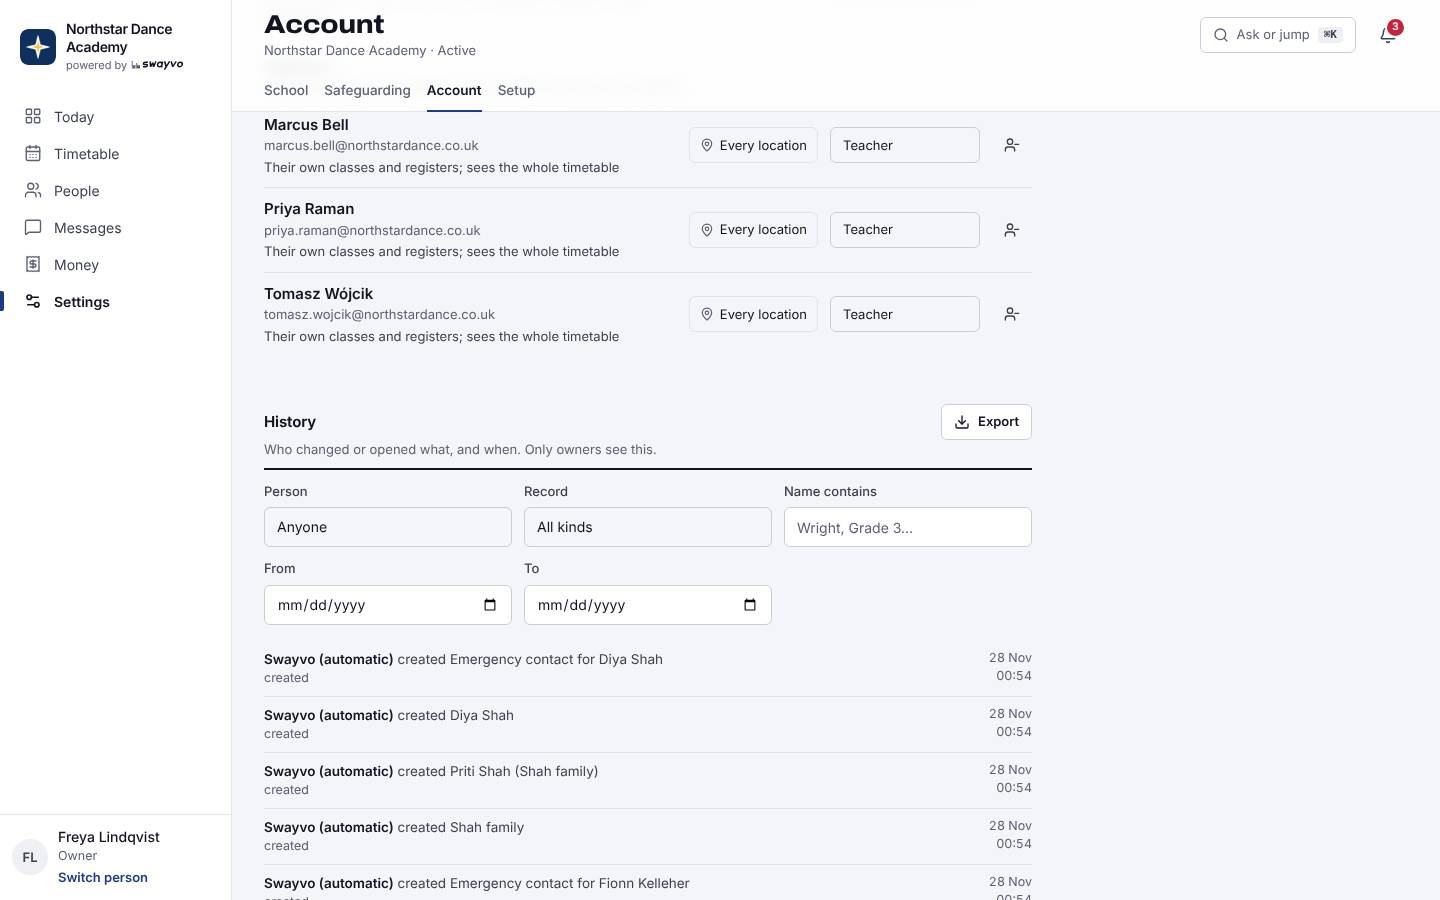 Northstar Dance
Academy
powered by swayvo
Today
Timetable
People
Messages
Money
Settings
Freya Lindqvist
FL
Owner
Switch person
Account
Northstar Dance Academy · Active
Ask or jump ⌘K
3
School Safeguarding Account Setup
Marcus Bell
marcus.bell@northstardance.co.uk
Their own classes and registers; sees the whole timetable
Every location
Teacher
Priya Raman
priya.raman@northstardance.co.uk
Their own classes and registers; sees the whole timetable
Every location
Teacher
Tomasz Wójcik
tomasz.wojcik@northstardance.co.uk
Their own classes and registers; sees the whole timetable
Every location
Teacher
History
Export
Who changed or opened what, and when. Only owners see this.
Person
Anyone
Record
All kinds
Name contains
Wright, Grade 3...
From
mm/dd/yyyy
To
mm/dd/yyyy
Swayvo (automatic) created Emergency contact for Diya Shah
created
28 Nov
00:54
Swayvo (automatic) created Diya Shah
created
28 Nov
00:54
Swayvo (automatic) created Priti Shah (Shah family)
created
28 Nov
00:54
Swayvo (automatic) created Shah family
created
28 Nov
00:54
Swayvo (automatic) created Emergency contact for Fionn Kelleher
created
28 Nov
00:54